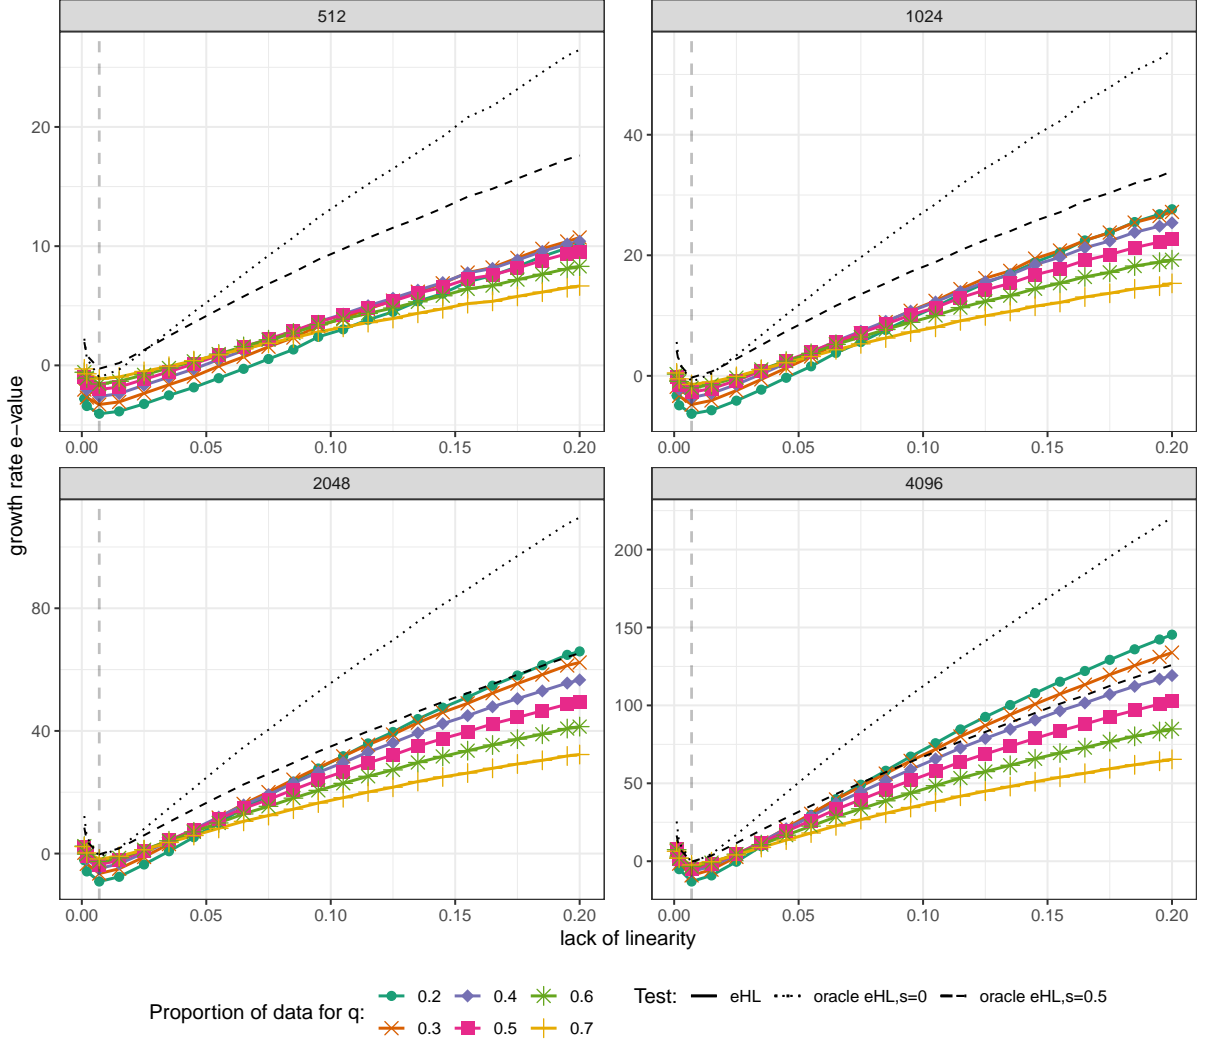 512
1024
20
10
0
40
20
0
0.00 0.05 0.10 0.15 0.20
0.00 0.05 0.10 0.15 0.20
growth rate e−value
2048
4096
80
40
0
200
150
100
50
0
0.00 0.05 0.10 0.15 0.20
0.00 0.05 0.10 0.15 0.20
lack of linearity
Proportion of data for q:
0.2 0.4 0.6
0.3 0.5 0.7
Test: eHL oracle eHL,s=0 oracle eHL,s=0.5